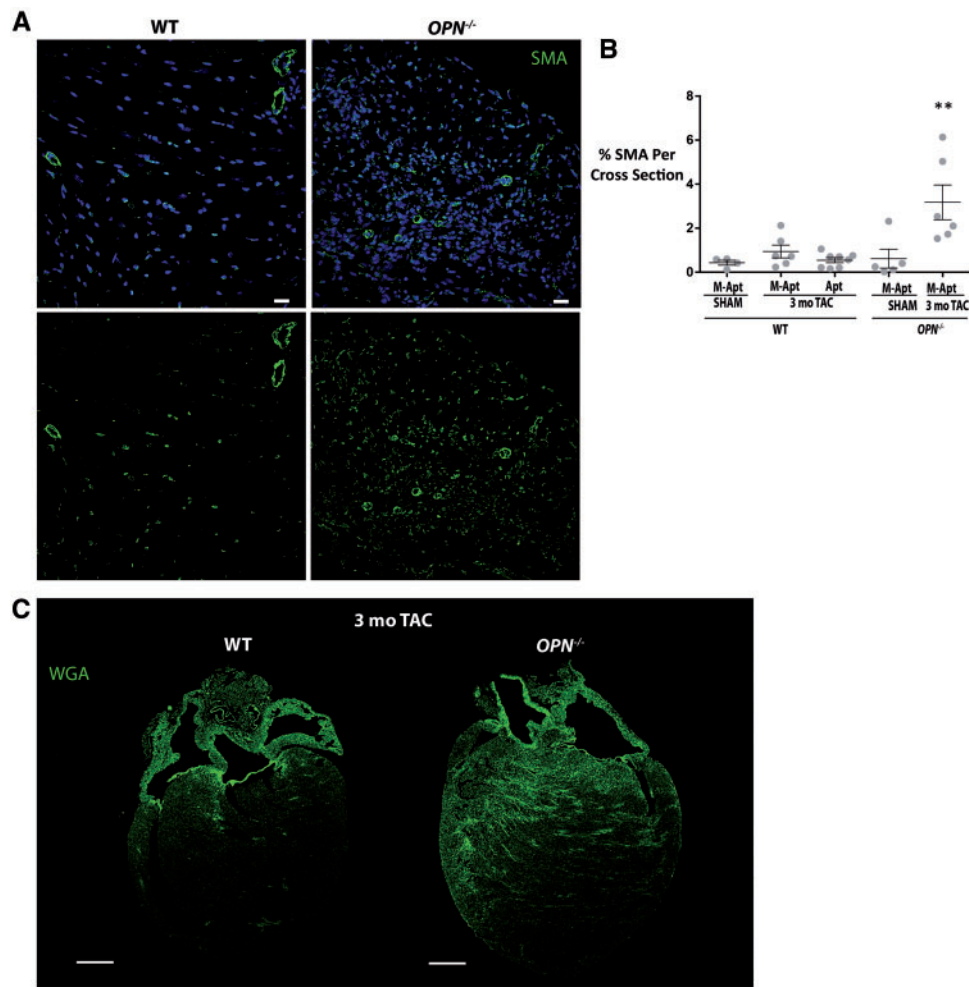 A
WT
OPN-/-
SMA
B
8
6
4
2
0
% SMA Per
Cross Section
**
M-Apt
M-Apt
Apt
M-Apt
M-Apt
SHAM
3 mo TAC
SHAM
3 mo TAC
WT
OPN-/-
C
3 mo TAC
WT
OPN-/-
WGA